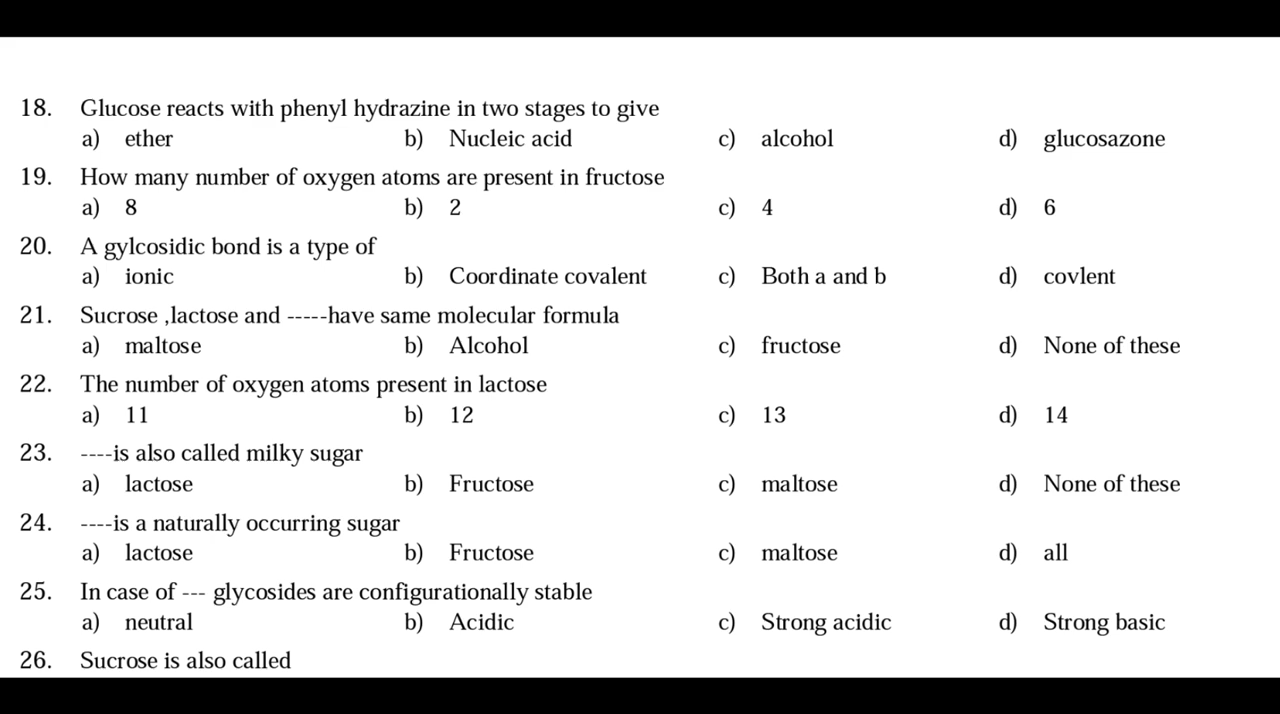 18. Glucose reacts with phenyl hydrazine in two stages to give
a) ether b) Nucleic acid c) alcohol d) glucosazone
19. How many number of oxygen atoms are present in fructose
a) 8 b) 2 c) 4 d) 6
20. A gylcosidic bond is a type of
a) ionic b) Coordinate covalent c) Both a and b d) covlent
21. Sucrose ,lactose and -----have same molecular formula
a) maltose b) Alcohol c) fructose d) None of these
22. The number of oxygen atoms present in lactose
a) 11 b) 12 c) 13 d) 14
23. ----is also called milky sugar
a) lactose b) Fructose c) maltose d) None of these
24. ----is a naturally occurring sugar
a) lactose b) Fructose c) maltose d) all
25. In case of --- glycosides are configurationally stable
a) neutral b) Acidic c) Strong acidic d) Strong basic
26. Sucrose is also called